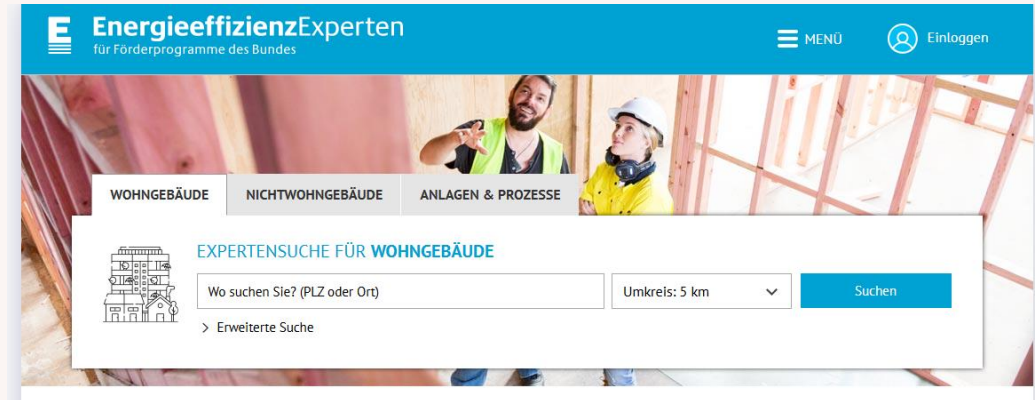 EnergieeffizienzExperten
für Förderprogramme des Bundes
MENÜ
Einloggen
WOHNGEBÄUDE
NICHTWOHNGEBÄUDE
ANLAGEN & PROZESSE
EXPERTENSUCHE FÜR WOHNGEBÄUDE
Wo suchen Sie? (PLZ oder Ort)
Umkreis: 5 km
Suchen
> Erweiterte Suche